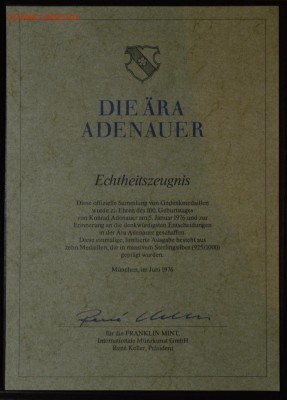 DIE ÄRA
ADENAUER
Echtheitszeugnis
Diese offizielle Sammlung von Gedenkmedaillen
wurde zu Ehren des 100. Geburtstages
von Konrad Adenauer am 5. Januar 1976 und zur
Erinnerung an die denkwürdigsten Entscheidungen
in der Ära Adenauer geschaffen.
Diese einmalige, limitierte Ausgabe besteht aus
zehn Medaillen, die in massivem Sterlingsilber (925/1000)
geprägt wurden.
München, im Juni 1976
für die FRANKLIN MINT,
Internationale Münzkunst GmbH
René Keller, Präsident